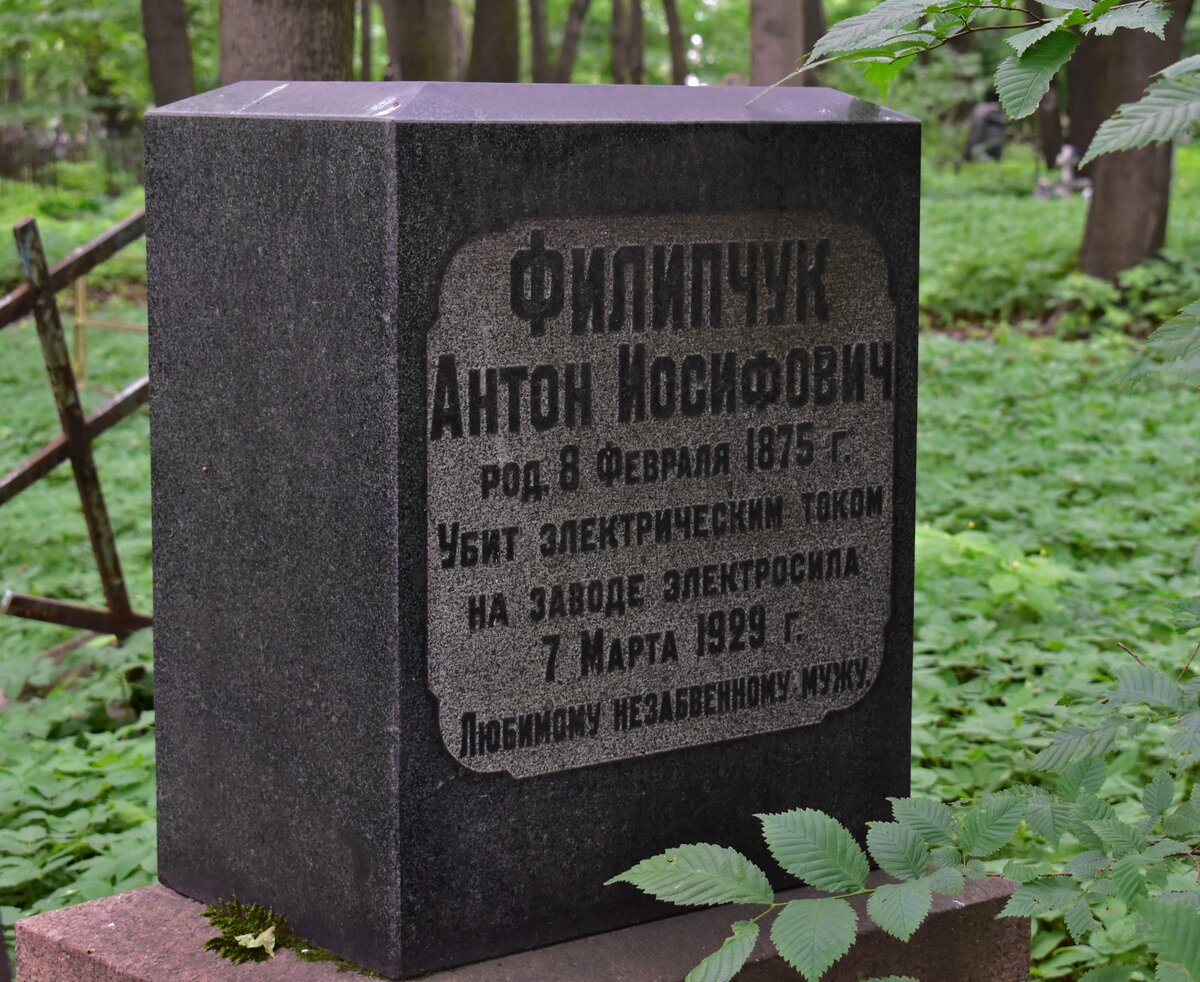 Филипчук
Антон Иосифович
род. 8 Февраля 1875 г.
Убит электрическим током
на заводе электросила
7 Марта 1929 г.
Любимому незабвенному мужу.